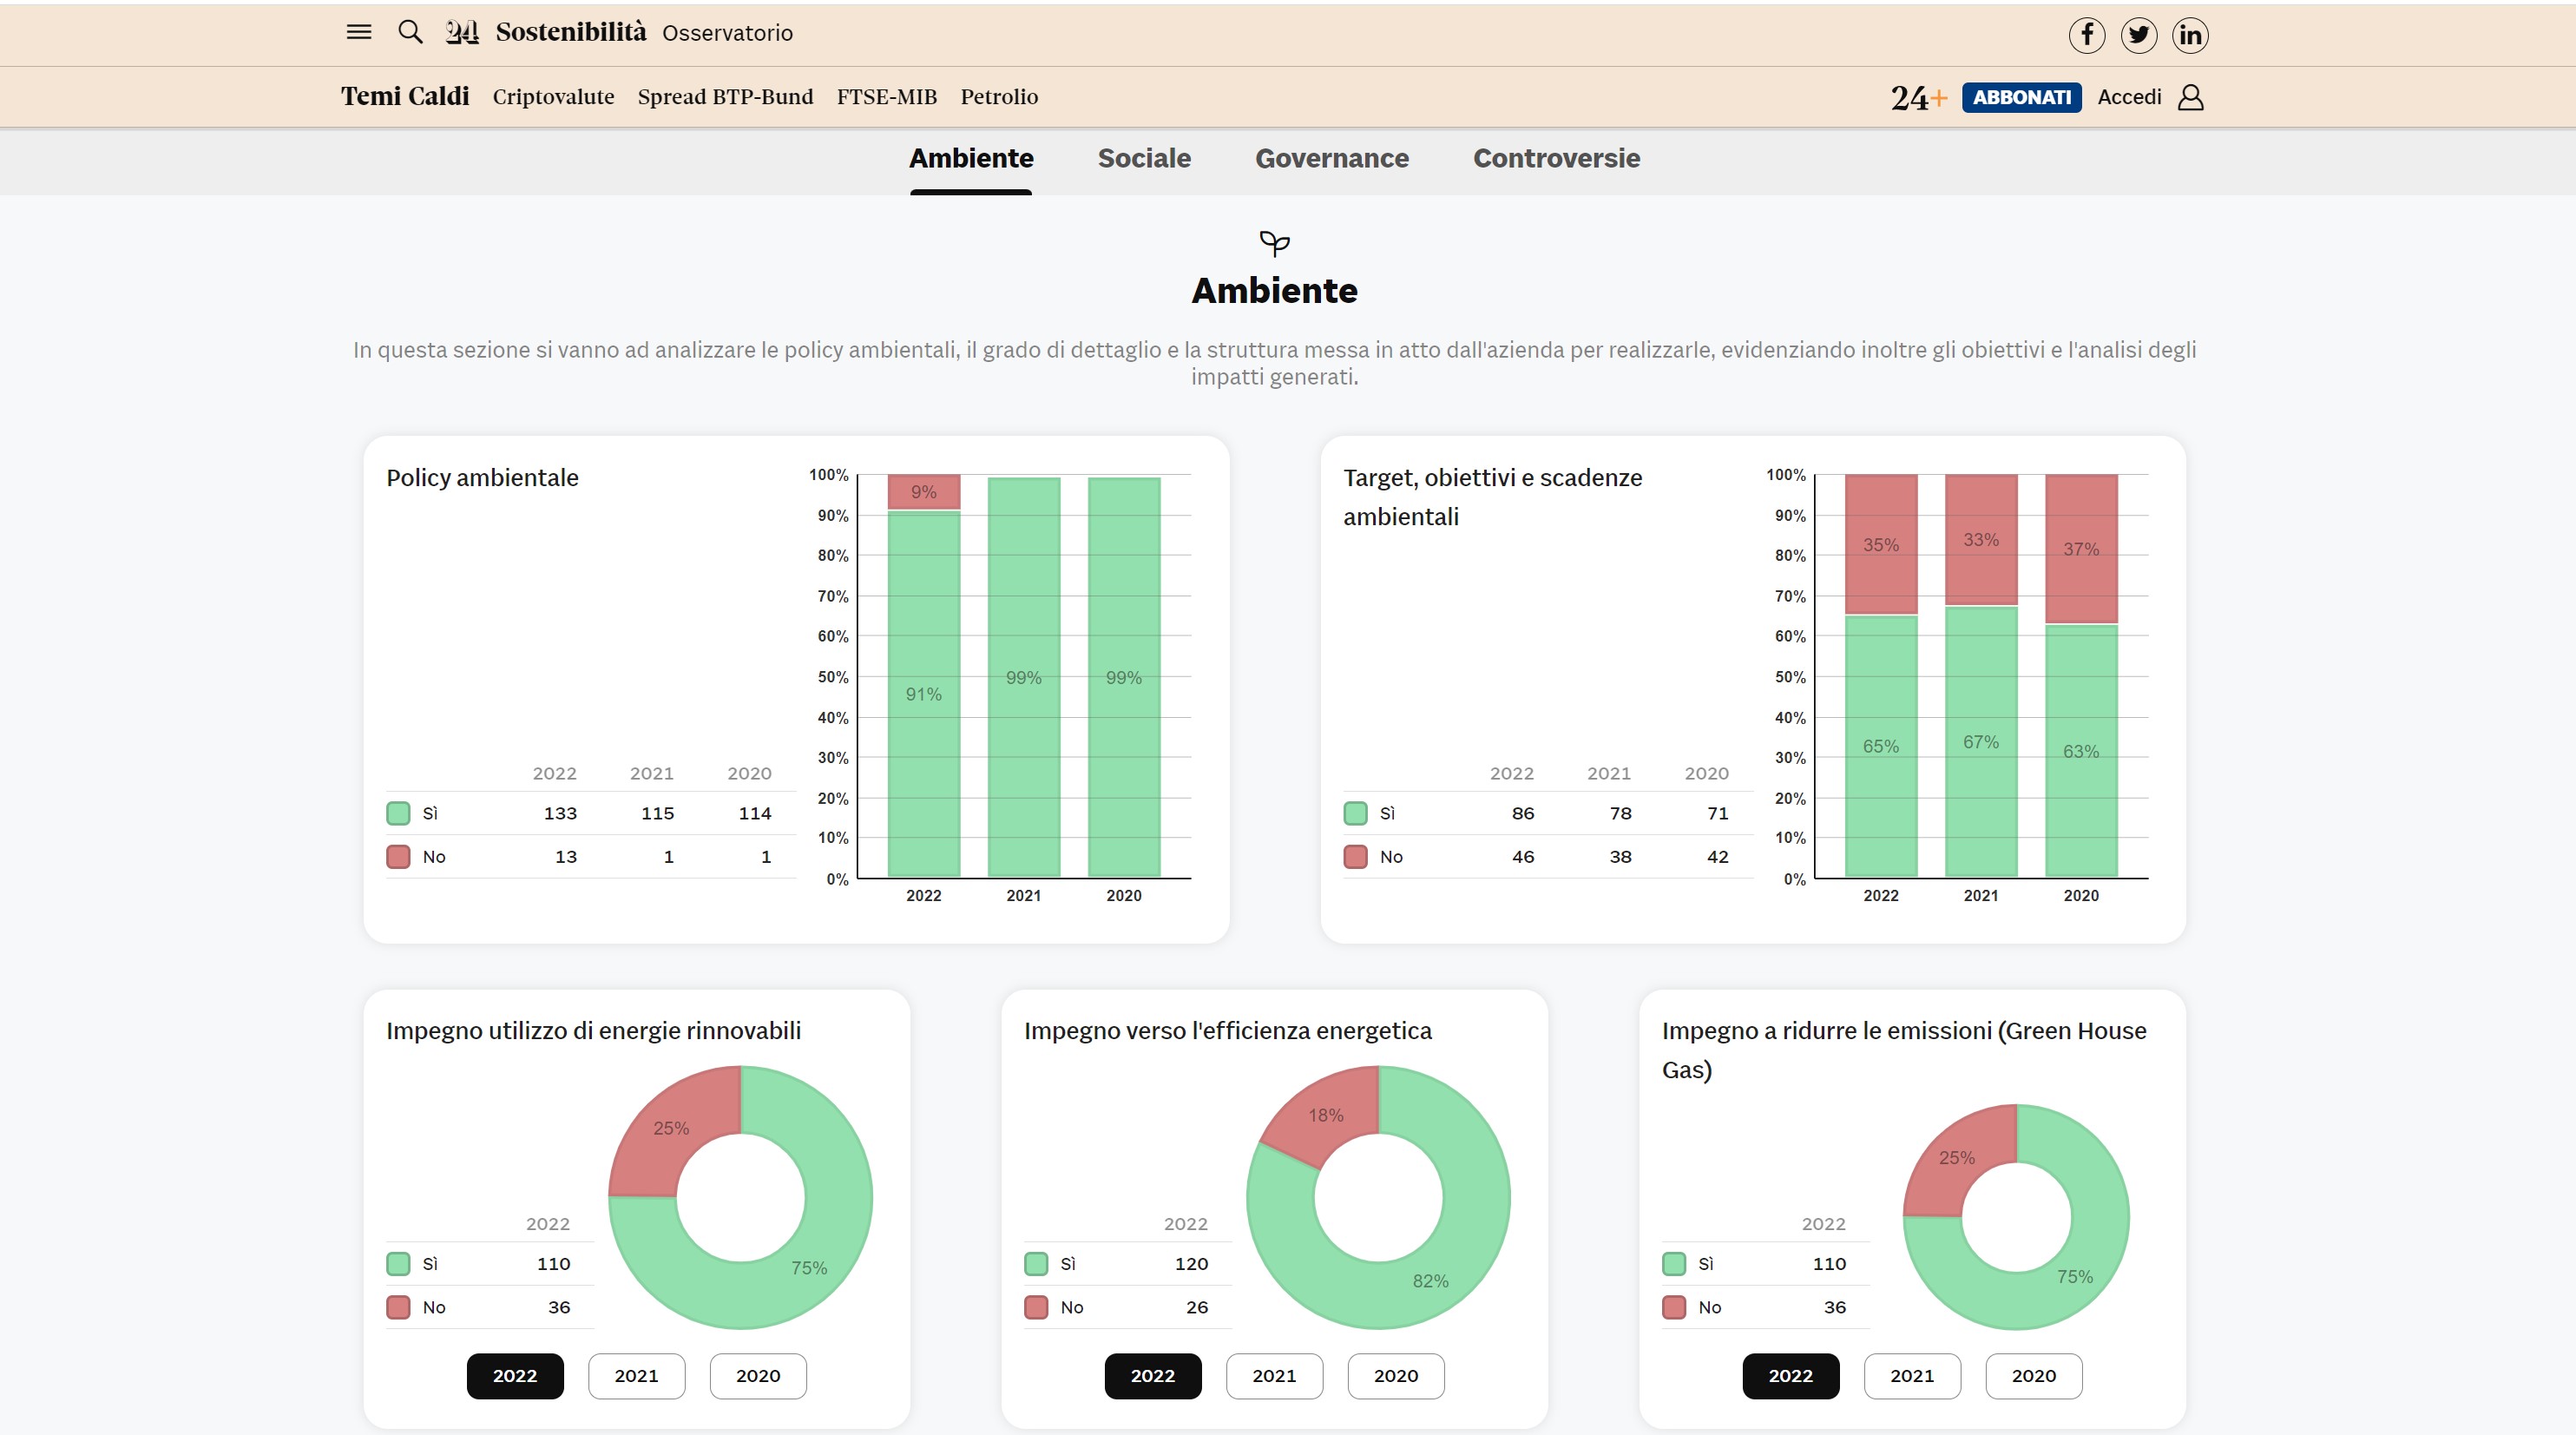 24 Sostenibilità Osservatorio
Temi Caldi Criptovalute Spread BTP-Bund FTSE-MIB Petrolio 24+ ABBONATI Accedi
Ambiente Sociale Governance Controversie
Ambiente
In questa sezione si vanno ad analizzare le policy ambientali, il grado di dettaglio e la struttura messa in atto dall'azienda per realizzarle, evidenziando inoltre gli obiettivi e l'analisi degli
impatti generati.
Policy ambientale
2022 2021 2020
Sì 133 115 114
No 13 1 1
100%
90%
80%
70%
60%
50%
40%
30%
20%
10%
0%
9%
91% 99% 99%
2022 2021 2020
Target, obiettivi e scadenze
ambientali
2022 2021 2020
Sì 86 78 71
No 46 38 42
100%
90%
80%
70%
60%
50%
40%
30%
20%
10%
0%
35% 33% 37%
65% 67% 63%
2022 2021 2020
Impegno utilizzo di energie rinnovabili
25%
75%
2022
Sì 110
No 36
2022 2021 2020
Impegno verso l'efficienza energetica
18%
82%
2022
Sì 120
No 26
2022 2021 2020
Impegno a ridurre le emissioni (Green House
Gas)
25%
75%
2022
Sì 110
No 36
2022 2021 2020